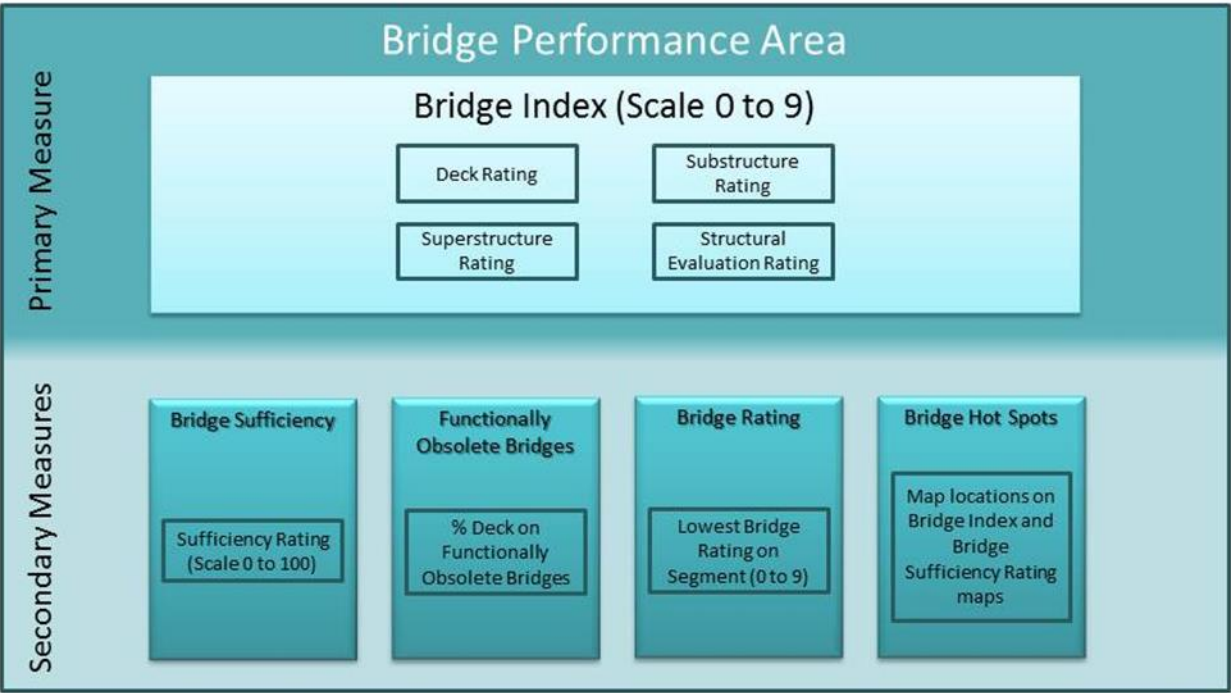 Bridge Performance Area
Primary Measure
Bridge Index (Scale 0 to 9)
Deck Rating
Substructure
Rating
Superstructure
Rating
Structural
Evaluation Rating
Secondary Measures
Bridge Sufficiency
Sufficiency Rating
(Scale 0 to 100)
Functionally
Obsolete Bridges
% Deck on
Functionally
Obsolete Bridges
Bridge Rating
Lowest Bridge
Rating on
Segment (0 to 9)
Bridge Hot Spots
Map locations on
Bridge Index and
Bridge
Sufficiency Rating
maps